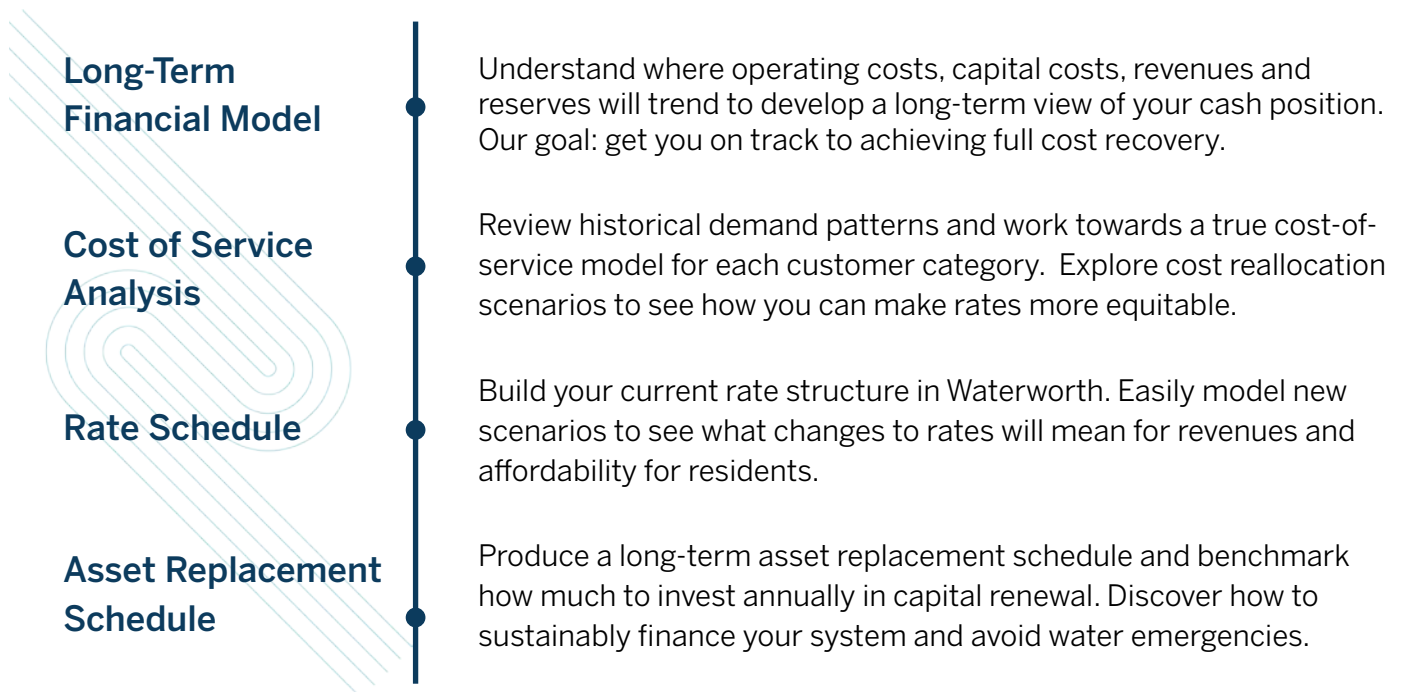 Long-Term
Financial Model
Understand where operating costs, capital costs, revenues and
reserves will trend to develop a long-term view of your cash position.
Our goal: get you on track to achieving full cost recovery.
Cost of Service
Analysis
Review historical demand patterns and work towards a true cost-of-
service model for each customer category.  Explore cost reallocation
scenarios to see how you can make rates more equitable.
Rate Schedule
Build your current rate structure in Waterworth. Easily model new
scenarios to see what changes to rates will mean for revenues and
affordability for residents.
Asset Replacement
Schedule
Produce a long-term asset replacement schedule and benchmark
how much to invest annually in capital renewal. Discover how to
sustainably finance your system and avoid water emergencies.